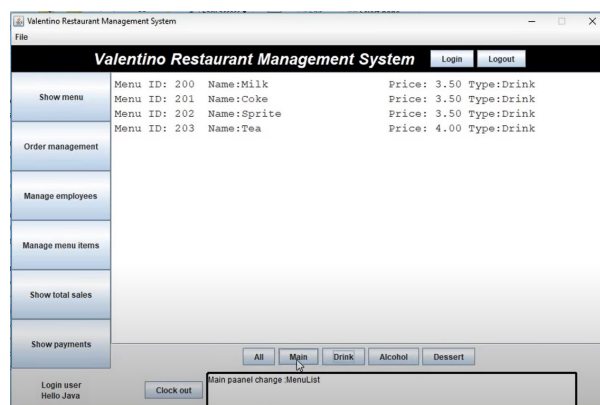 Valentino Restaurant Management System
File
Valentino Restaurant Management System Login Logout
Show menu
Order management
Manage employees
Manage menu items
Show total sales
Show payments
Menu ID: 200 Name:Milk Price: 3.50 Type:Drink
Menu ID: 201 Name:Coke Price: 3.50 Type:Drink
Menu ID: 202 Name:Sprite Price: 3.50 Type:Drink
Menu ID: 203 Name:Tea Price: 4.00 Type:Drink
All Main Drink Alcohol Dessert
Login user
Hello Java
Clock out
Main paanel change :MenuList